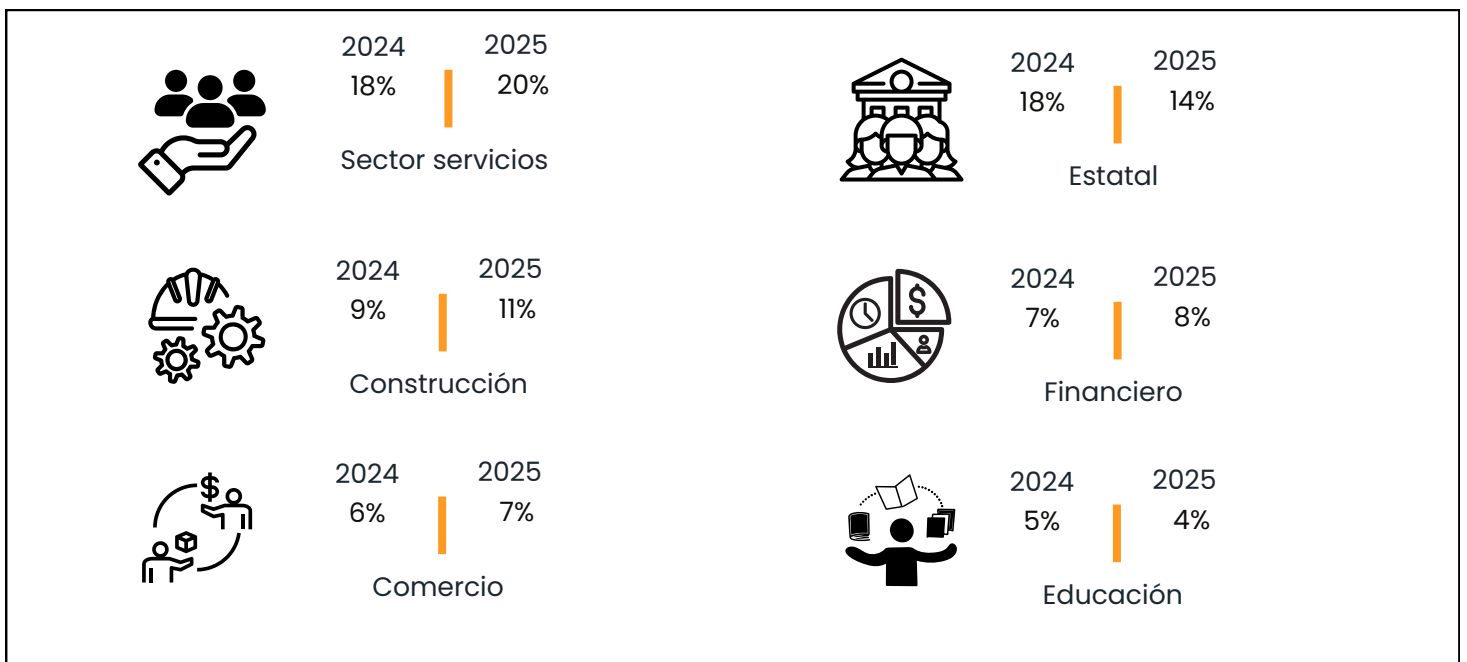 2024 2025
18% 20%
Sector servicios
2024 2025
18% 14%
Estatal
2024 2025
9% 11%
Construcción
2024 2025
7% 8%
$
Financiero
2024 2025
6% 7%
$
Comercio
2024 2025
5% 4%
Educación